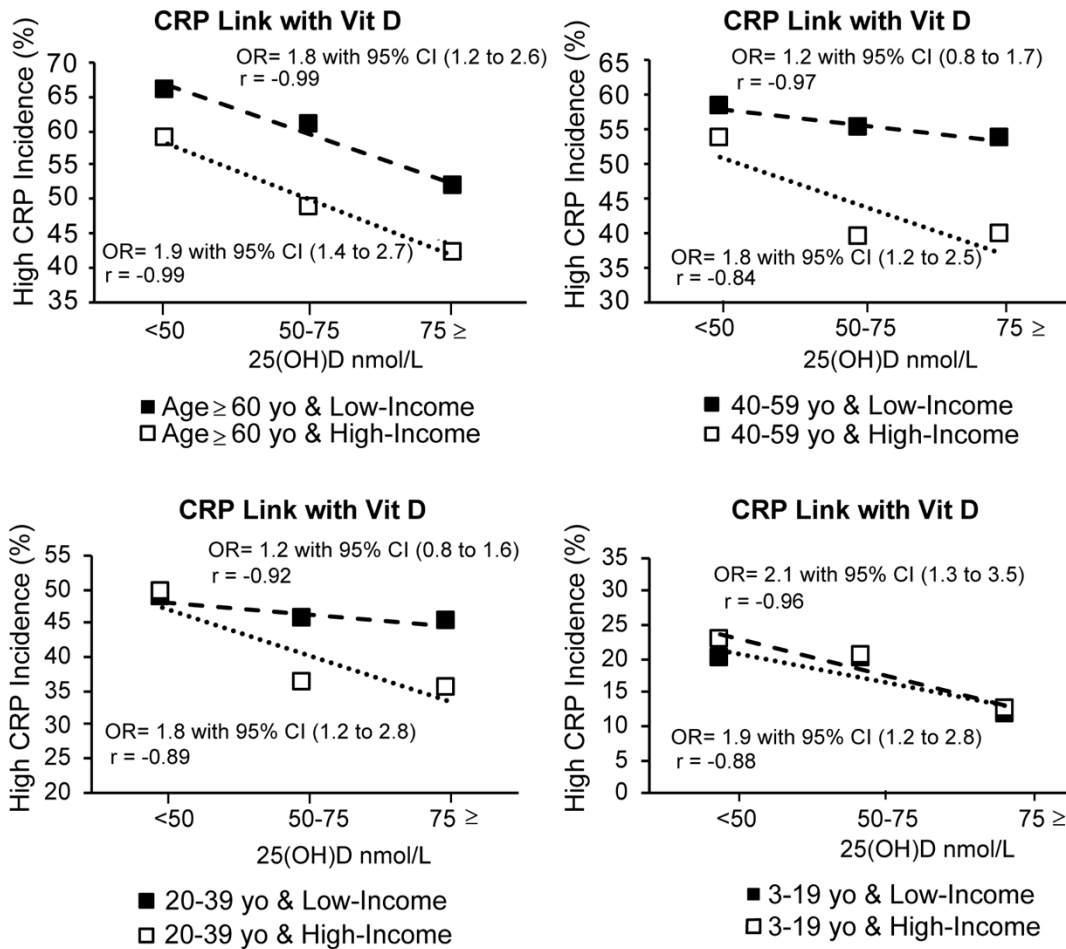 CRP Link with Vit D
OR= 1.8 with 95% CI (1.2 to 2.6)
r = -0.99
High CRP Incidence (%)
70
65
60
55
50
45
40
35
OR= 1.9 with 95% CI (1.4 to 2.7)
r = -0.99
<50 50-75 75 ≥
25(OH)D nmol/L
Age ≥ 60 yo & Low-Income
Age ≥ 60 yo & High-Income
CRP Link with Vit D
OR= 1.2 with 95% CI (0.8 to 1.7)
r = -0.97
High CRP Incidence (%)
65
60
55
50
45
40
35
30
OR= 1.8 with 95% CI (1.2 to 2.5)
r = -0.84
<50 50-75 75 ≥
25(OH)D nmol/L
40-59 yo & Low-Income
40-59 yo & High-Income
CRP Link with Vit D
OR= 1.2 with 95% CI (0.8 to 1.6)
r = -0.92
High CRP Incidence (%)
55
50
45
40
35
30
25
20
OR= 1.8 with 95% CI (1.2 to 2.8)
r = -0.89
<50 50-75 75 ≥
25(OH)D nmol/L
20-39 yo & Low-Income
20-39 yo & High-Income
CRP Link with Vit D
OR= 2.1 with 95% CI (1.3 to 3.5)
r = -0.96
High CRP Incidence (%)
35
35
30
25
20
15
10
5
0
OR= 1.9 with 95% CI (1.2 to 2.8)
r = -0.88
<50 50-75 75 ≥
25(OH)D nmol/L
3-19 yo & Low-Income
3-19 yo & High-Income